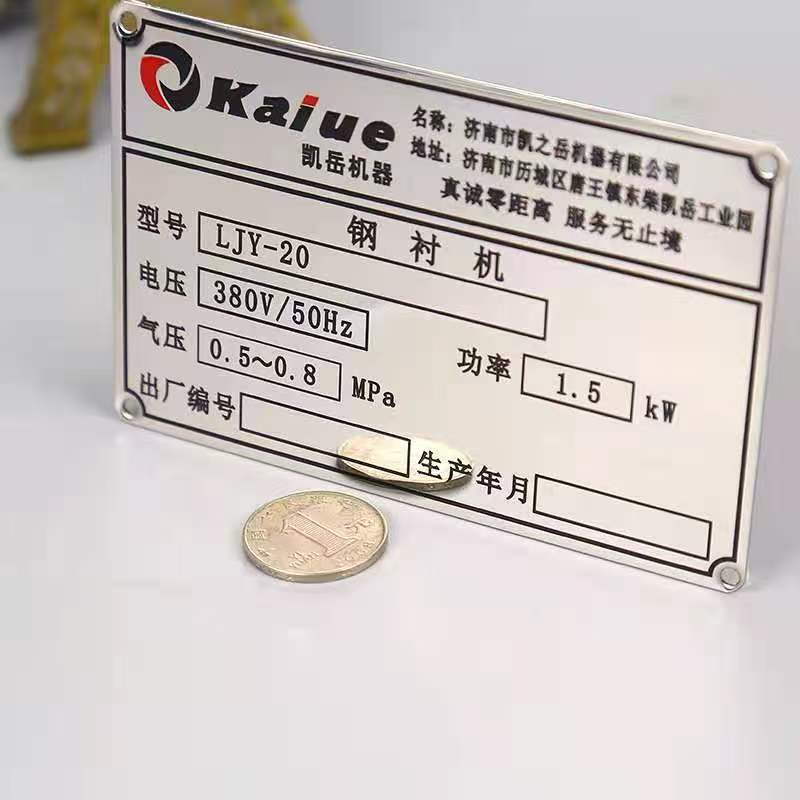 Kaiue
凯岳机器
名称：济南市凯之岳机器有限公司
地址：济南市历城区唐王镇东柴凯岳工业园
真诚零距离 服务无止境
钢衬机
型号 LJY-20
电压 380V/50Hz
气压 0.5～0.8 MPa
功率 1.5 kW
出厂编号
生产年月
1